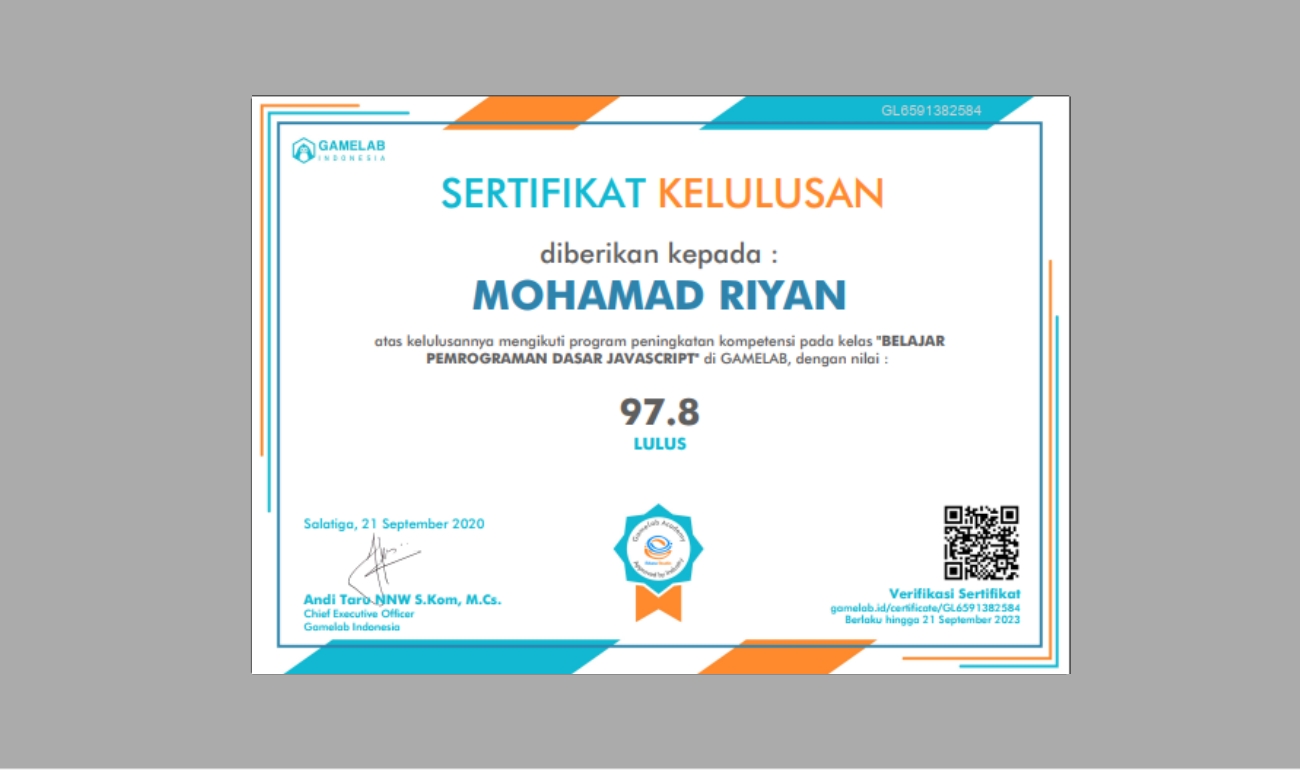 GL6591382584
GAMELAB
INDONESIA
SERTIFIKAT KELULUSAN
diberikan kepada :
MOHAMAD RIYAN
atas kelulusannya mengikuti program peningkatan kompetensi pada kelas "BELAJAR
PEMROGRAMAN DASAR JAVASCRIPT" di GAMELAB, dengan nilai :
97.8
LULUS
Salatiga, 21 September 2020
Andi Taru NNW S.Kom, M.Cs.
Chief Executive Officer
Gamelab Indonesia
Gamelab Academy
Approved by Industry
Verifikasi Sertifikat
gamelab.id/certificate/GL6591382584
Berlaku hingga 21 September 2023